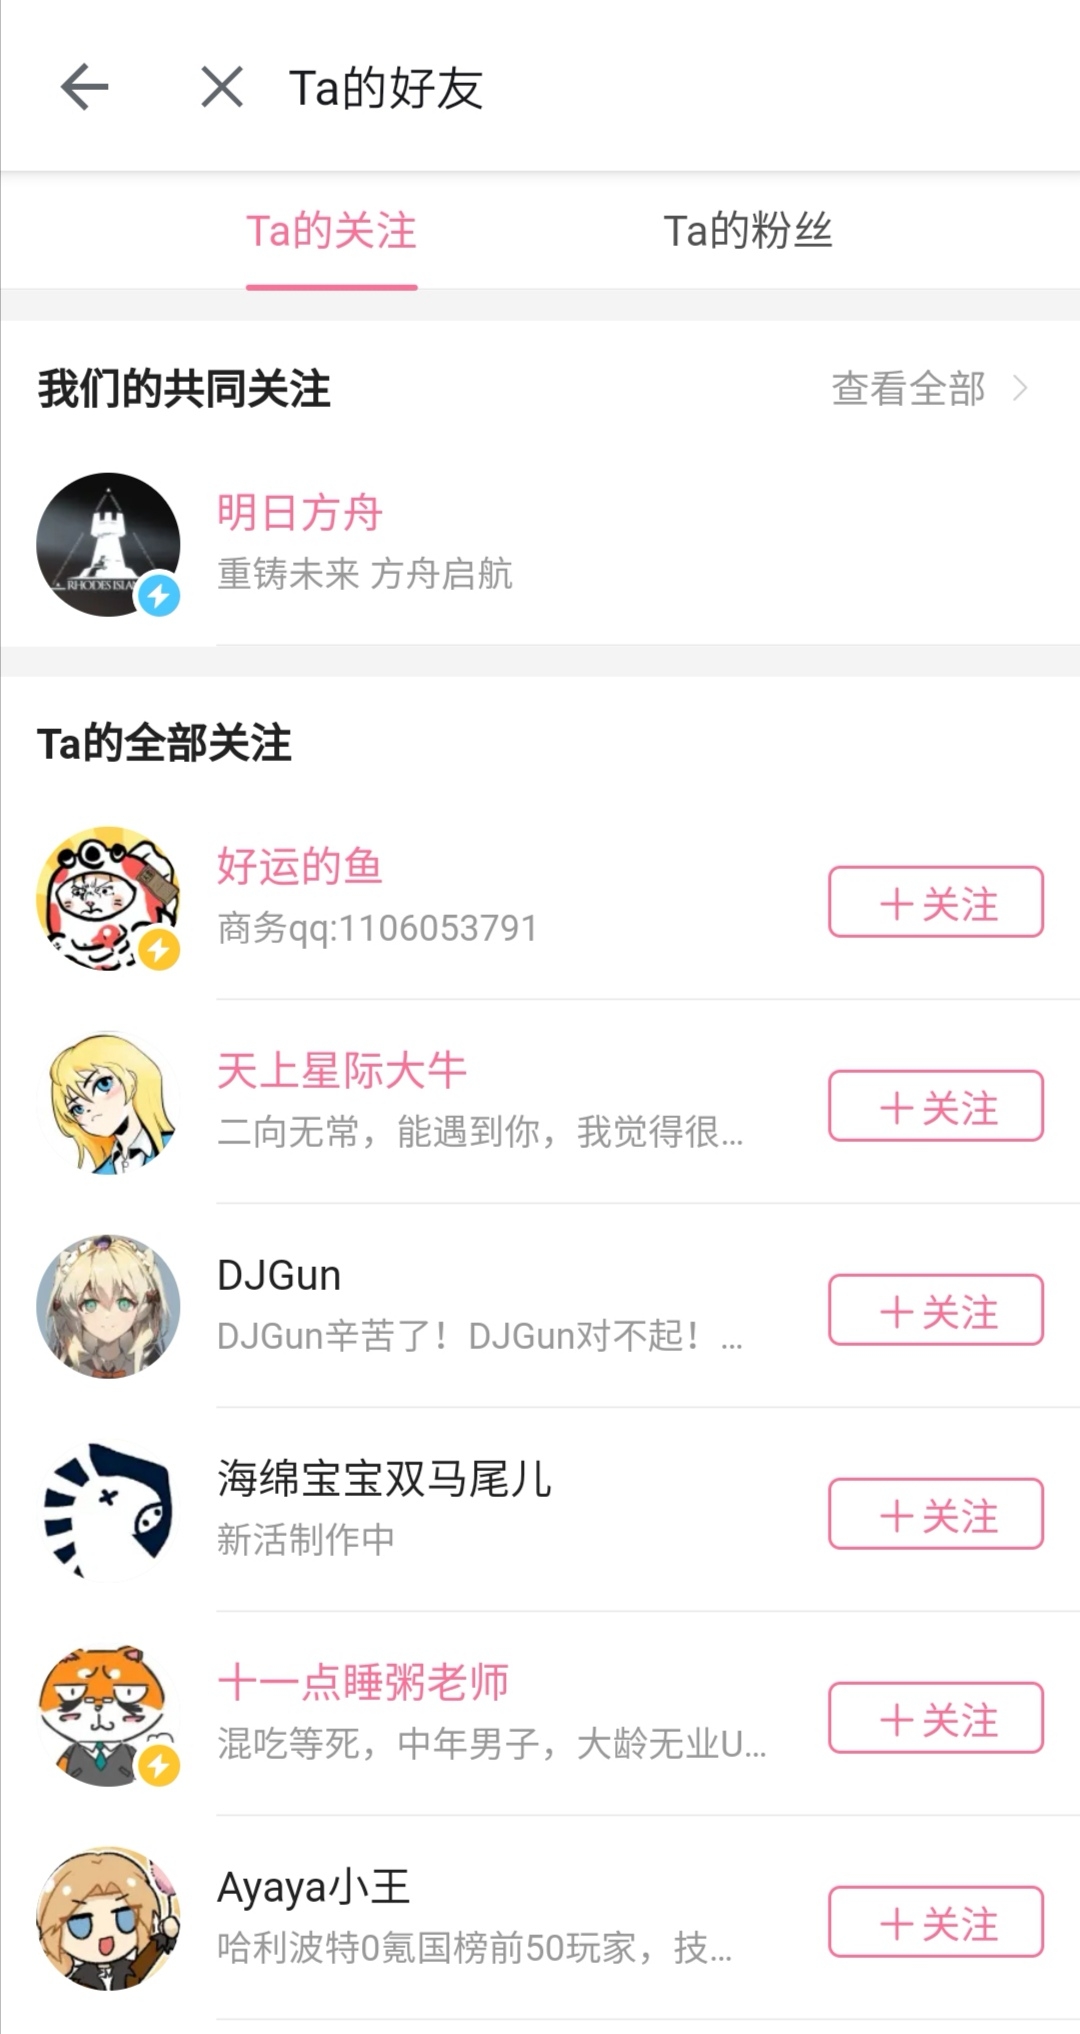 Ta的好友
Ta的关注
Ta的粉丝
我们的共同关注
查看全部
明日方舟
RHODES ISLA
重铸未来 方舟启航
Ta的全部关注
好运的鱼
商务qq:1106053791
十关注
天上星际大牛
二向无常，能遇到你，我觉得很...
十关注
DJGun
DJGun辛苦了！DJGun对不起！...
十关注
海绵宝宝双马尾儿
新活制作中
十关注
十一点睡粥老师
混吃等死，中年男子，大龄无业U...
十关注
Ayaya小王
哈利波特0氪国榜前50玩家，技...
十关注